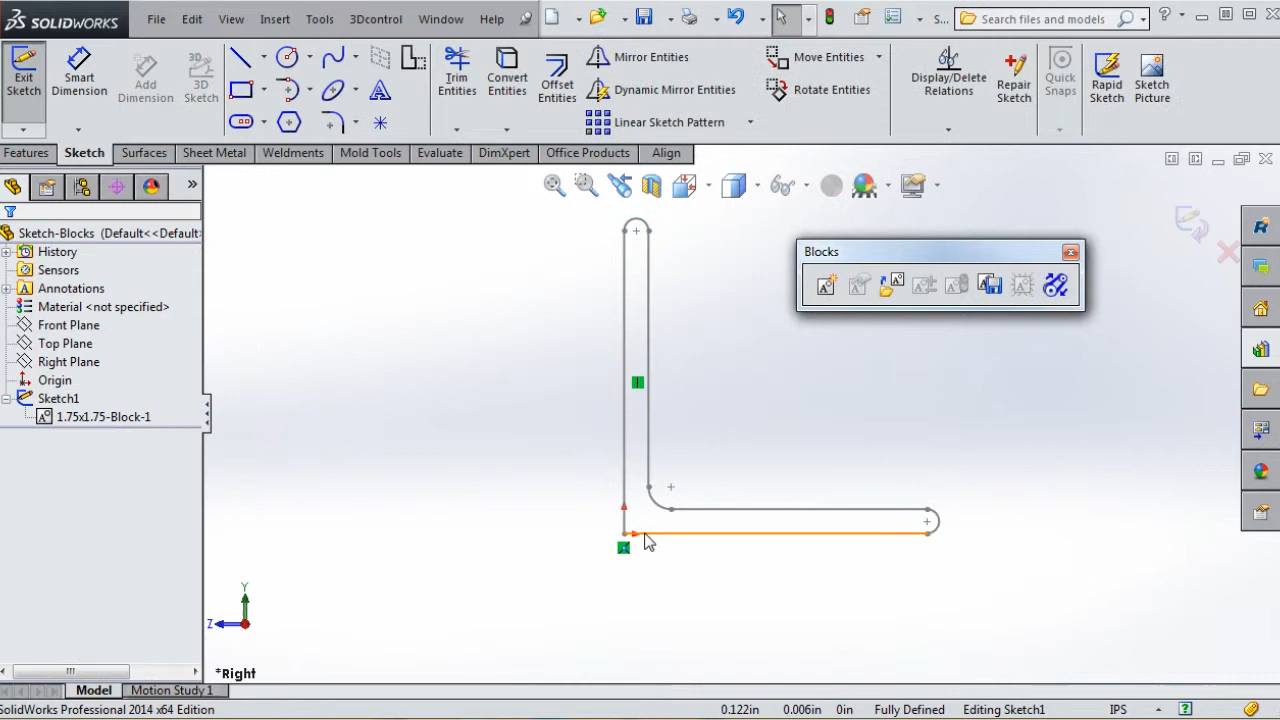 SOLIDWORKS File Edit View Insert Tools 3Dcontrol Window Help S... Search files and models
Exit Sketch Smart Dimension Add Dimension 3D Sketch Trim Entities Convert Entities Offset Entities Mirror Entities Dynamic Mirror Entities Linear Sketch Pattern Move Entities Rotate Entities Display/Delete Relations Repair Sketch Quick Snaps Rapid Sketch Sketch Picture
Features Sketch Surfaces Sheet Metal Weldments Mold Tools Evaluate DimXpert Office Products Align
Sketch-Blocks (Default<<Default
History
Sensors
Annotations
Material <not specified>
Front Plane
Top Plane
Right Plane
Origin
Sketch1
1.75x1.75-Block-1
Blocks
Y
Z
*Right
Model Motion Study 1
SolidWorks Professional 2014 x64 Edition 0.122in 0.006in 0in Fully Defined Editing Sketch1 IPS